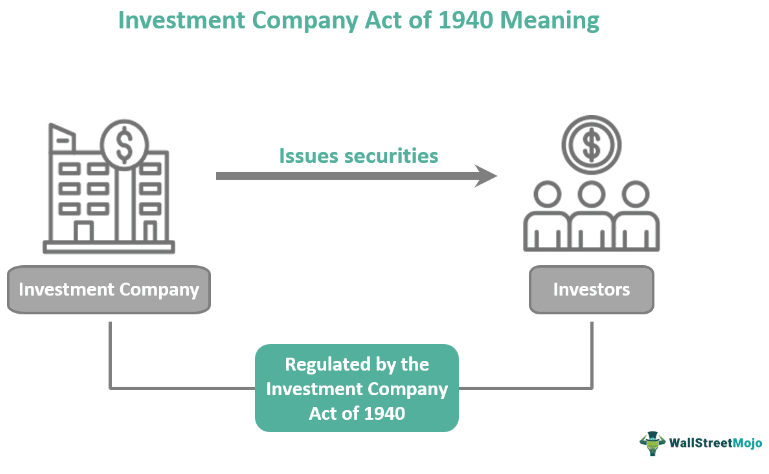 Investment Company Act of 1940 Meaning
$
$
Issues securities
Investment Company
Investors
Regulated by the
Investment Company
Act of 1940
WallStreetMojo